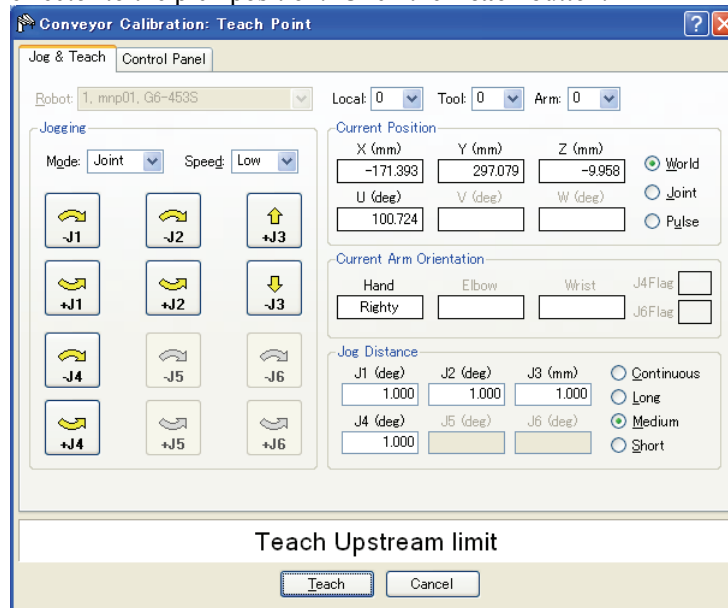 Conveyor Calibration: Teach Point
Jog & Teach Control Panel
Robot: 1, mnp01, G6-453S Local: 0 Tool: 0 Arm: 0
Jogging
Mode: Joint Speed: Low
-J1 -J2 +J3
+J1 +J2 -J3
-J4 -J5 -J6
+J4 +J5 +J6
Current Position
X (mm) Y (mm) Z (mm)
-171.393 297.079 -9.958
U (deg) V (deg) W (deg)
100.724
World
Joint
Pulse
Current Arm Orientation
Hand Elbow Wrist J4Flag
Righty J6Flag
Jog Distance
J1 (deg) J2 (deg) J3 (mm)
1.000 1.000 1.000
J4 (deg) J5 (deg) J6 (deg)
1.000
Continuous
Long
Medium
Short
Teach Upstream limit
Teach Cancel